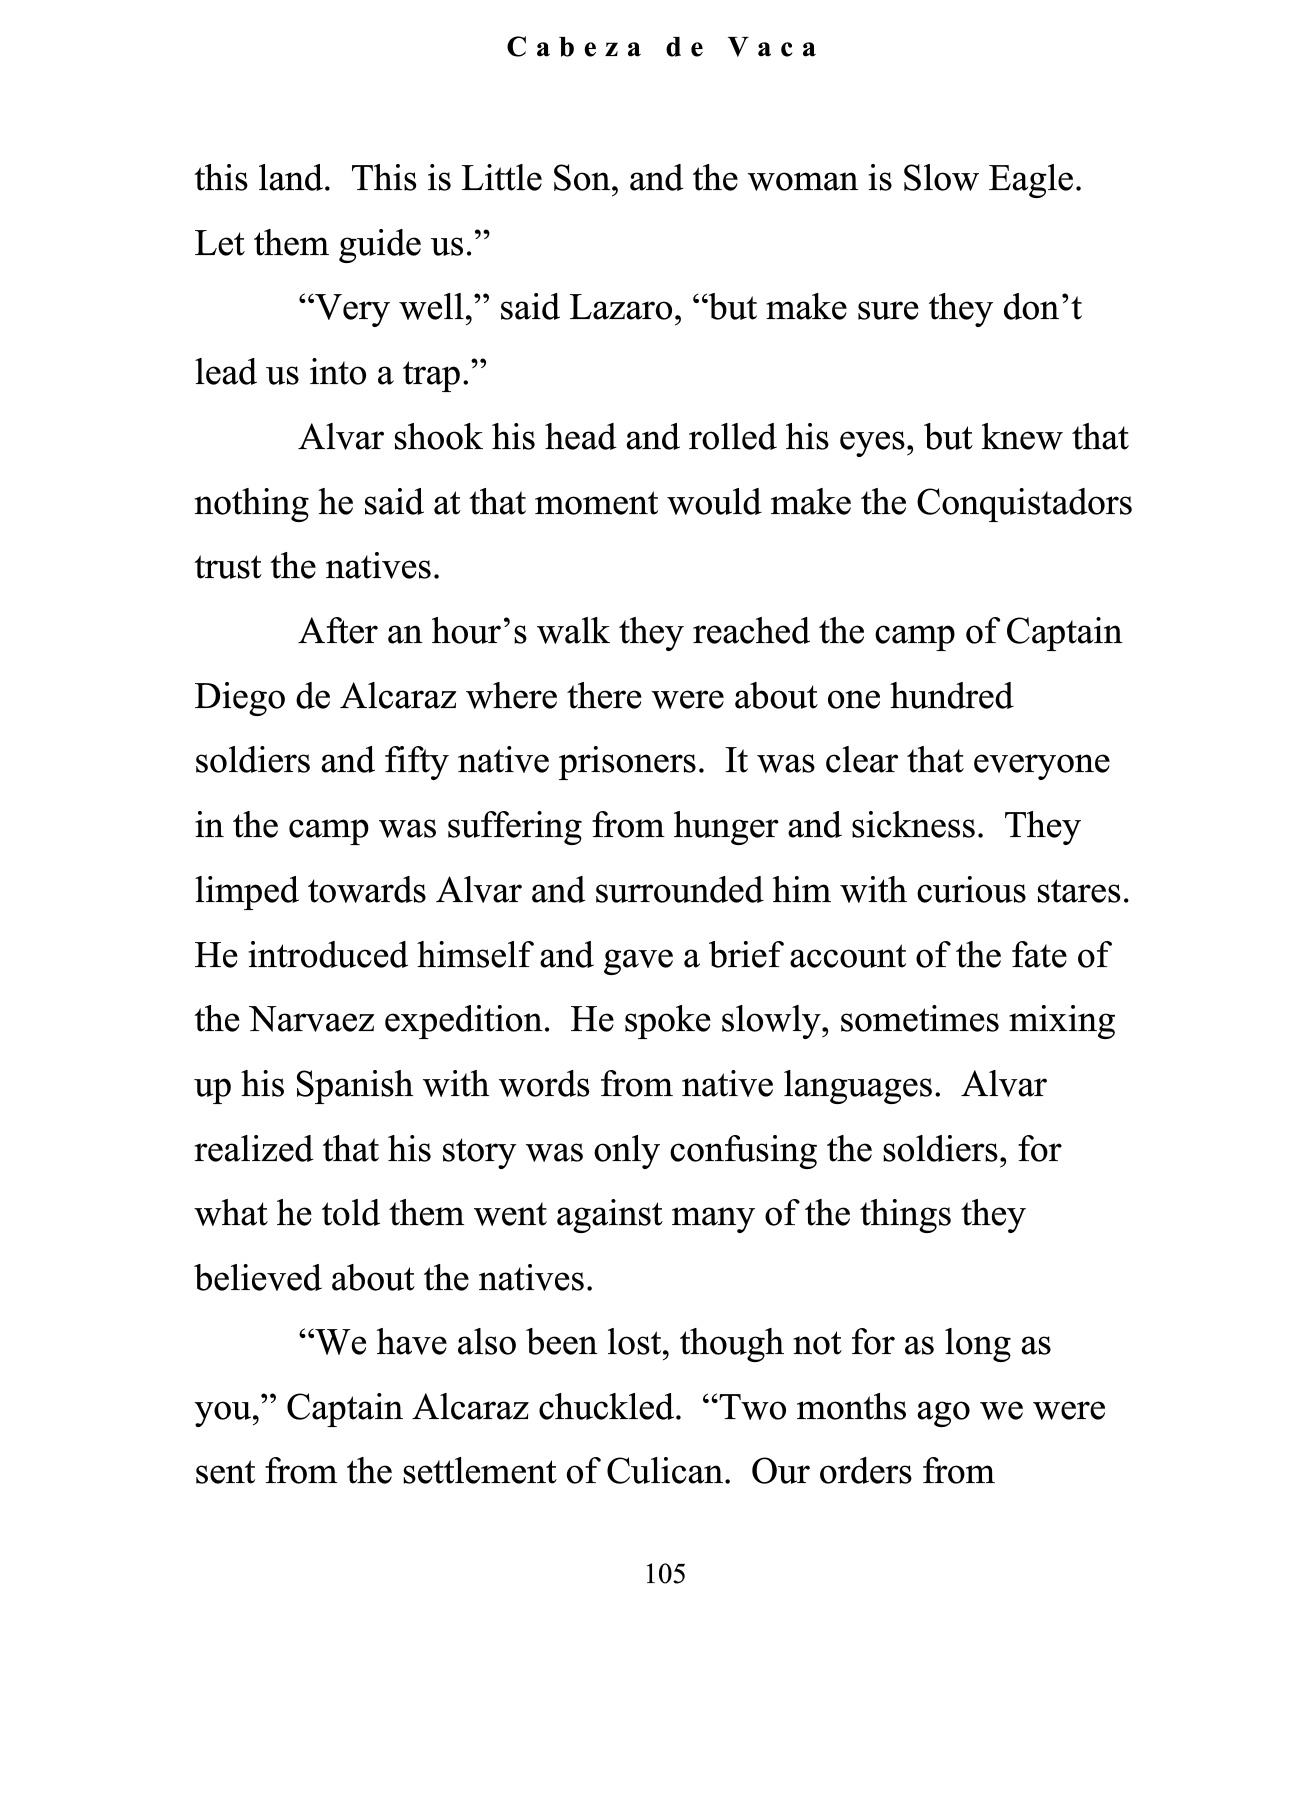 Cabeza de Vaca
this land.  This is Little Son, and the woman is Slow Eagle.
Let them guide us.”
“Very well,” said Lazaro, “but make sure they don’t
lead us into a trap.”
Alvar shook his head and rolled his eyes, but knew that
nothing he said at that moment would make the Conquistadors
trust the natives.
After an hour’s walk they reached the camp of Captain
Diego de Alcaraz where there were about one hundred
soldiers and fifty native prisoners.  It was clear that everyone
in the camp was suffering from hunger and sickness.  They
limped towards Alvar and surrounded him with curious stares.
He introduced himself and gave a brief account of the fate of
the Narvaez expedition.  He spoke slowly, sometimes mixing
up his Spanish with words from native languages.  Alvar
realized that his story was only confusing the soldiers, for
what he told them went against many of the things they
believed about the natives.
“We have also been lost, though not for as long as
you,” Captain Alcaraz chuckled.  “Two months ago we were
sent from the settlement of Culican.  Our orders from
105